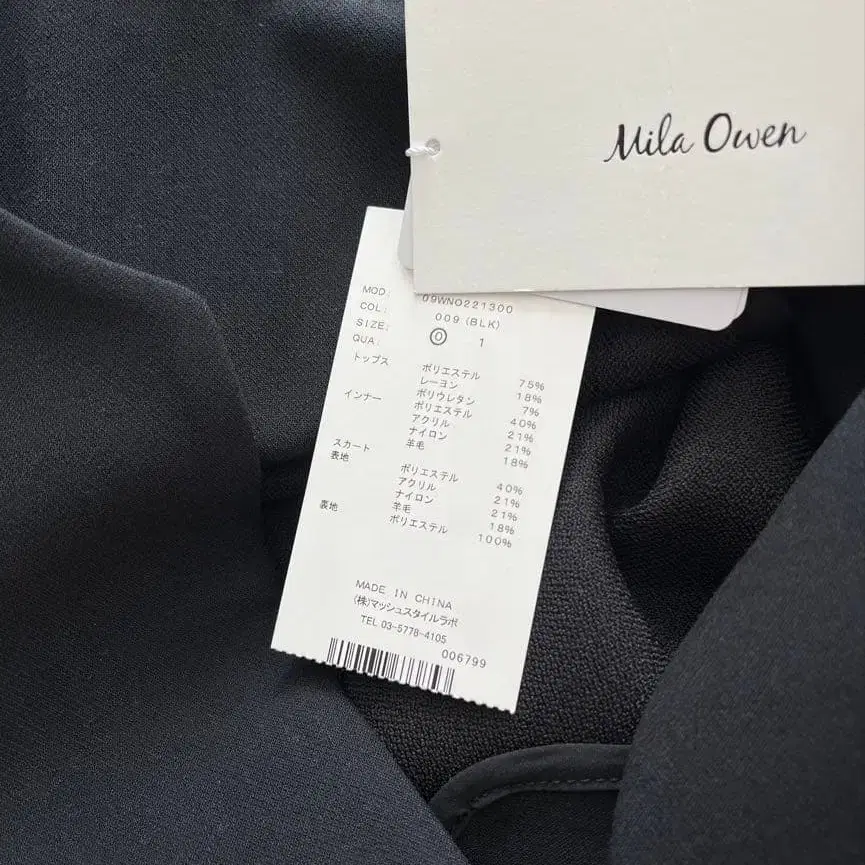 Mila Owen
MOD: 09WNO221300
COL: 009 (BLK)
SIZE: ⓪ 1
QUA:
トップス ポリエステル 75%
レーヨン 18%
ポリウレタン 7%
インナー ポリエステル 40%
アクリル 21%
ナイロン 21%
羊毛 18%
スカート
表地 ポリエステル 40%
アクリル 21%
ナイロン 21%
羊毛 18%
裏地 ポリエステル 100%
MADE IN CHINA
(株)マッシュスタイルラボ
TEL 03-5778-4105
006799